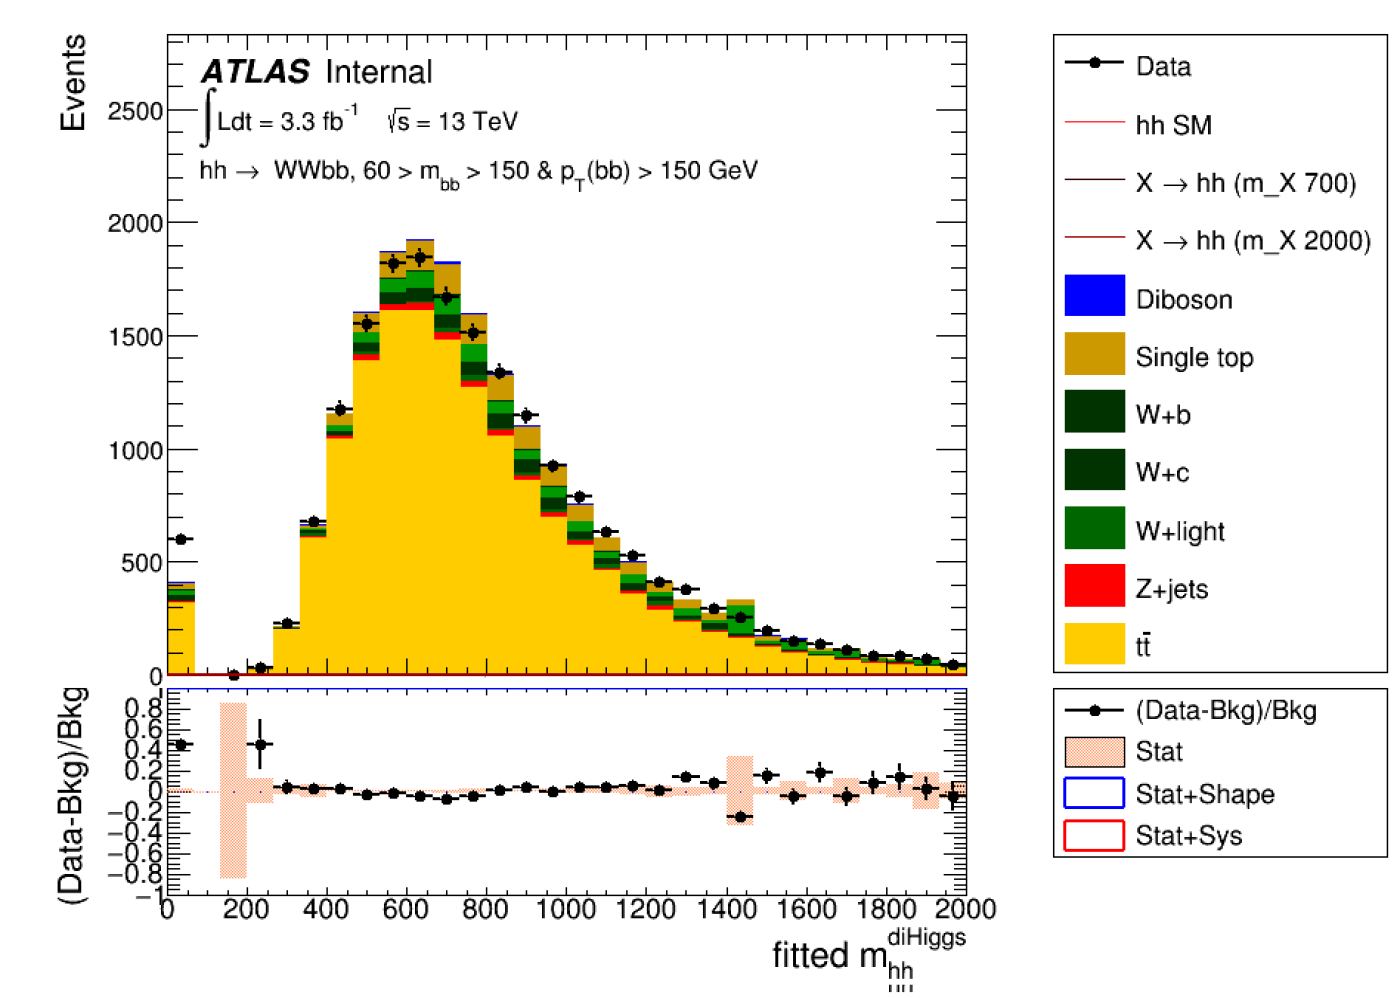 Events
2500
2000
1500
1000
500
0
ATLAS Internal
∫Ldt = 3.3 fb⁻¹ √s = 13 TeV
hh → WWbb, 60 > m_bb > 150 & p_T(bb) > 150 GeV
Data
hh SM
X → hh (m_X 700)
X → hh (m_X 2000)
Diboson
Single top
W+b
W+c
W+light
Z+jets
tt̄
(Data-Bkg)/Bkg
0.8
0.6
0.4
0.2
0
−0.2
−0.4
−0.6
−0.8
−1
0 200 400 600 800 1000 1200 1400 1600 1800 2000
fitted m_hh^diHiggs
(Data-Bkg)/Bkg
Stat
Stat+Shape
Stat+Sys